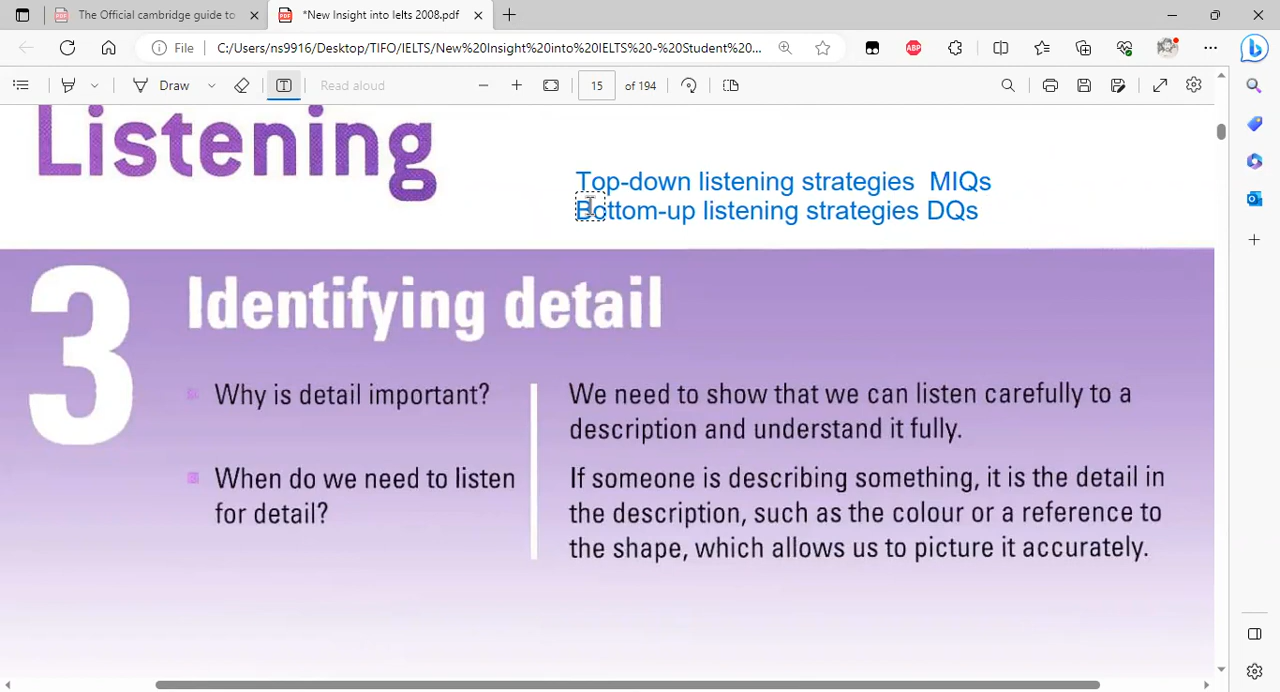 The Official cambridge guide to
*New Insight into Ielts 2008.pdf
File
C:/Users/ns9916/Desktop/TIFO/IELTS/New%20Insight%20into%20IELTS%20-%20Student%20...
ABP
Draw
Read aloud
15
of 194
Listening
Top-down listening strategies  MIQs
Bottom-up listening strategies DQs
3
Identifying detail
Why is detail important?
We need to show that we can listen carefully to a
description and understand it fully.
When do we need to listen
for detail?
If someone is describing something, it is the detail in
the description, such as the colour or a reference to
the shape, which allows us to picture it accurately.